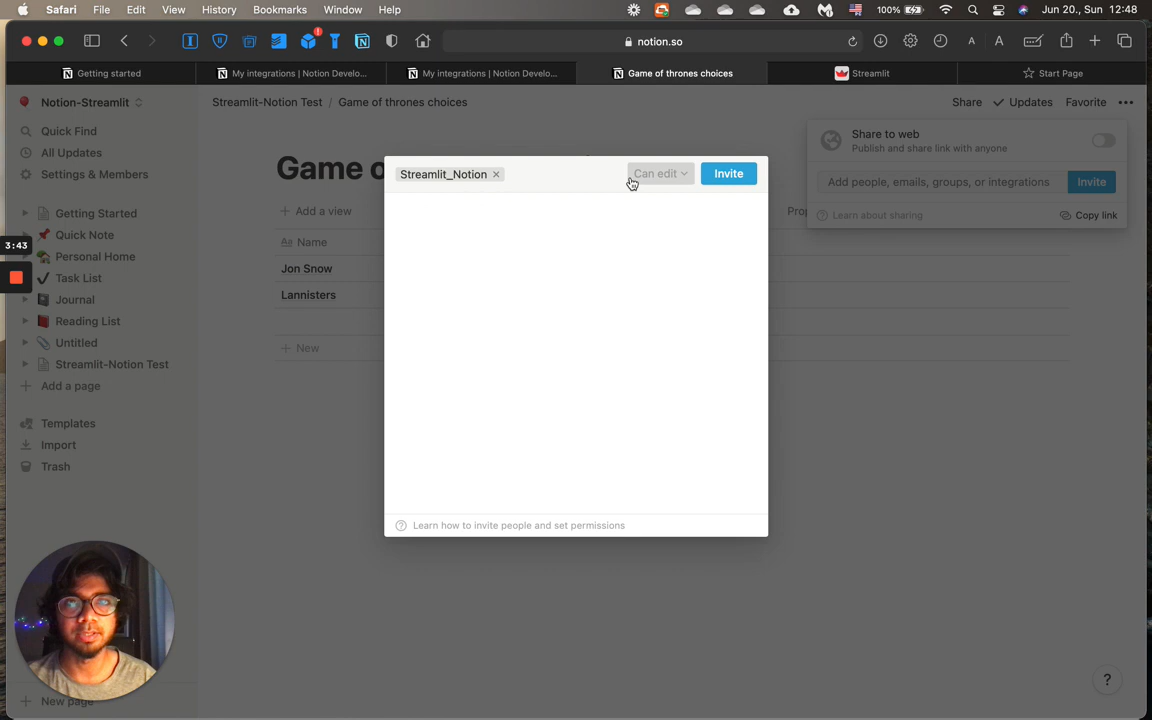 Safari File Edit View History Bookmarks Window Help 100% Jun 20., Sun 12:48
notion.so
Getting started
My integrations | Notion Develo...
My integrations | Notion Develo...
Game of thrones choices
Streamlit
Start Page
Notion-Streamlit
Streamlit-Notion Test / Game of thrones choices
Share Updates Favorite
Quick Find
All Updates
Settings & Members
Share to web
Publish and share link with anyone
Game o
Streamlit_Notion
Can edit
Invite
Add people, emails, groups, or integrations
Invite
Learn about sharing
Copy link
Getting Started
Quick Note
Personal Home
Task List
Journal
Reading List
Untitled
Streamlit-Notion Test
Add a page
Add a view
Prop
Aa Name
Jon Snow
Lannisters
New
3:43
Templates
Import
Trash
Learn how to invite people and set permissions
New page
?